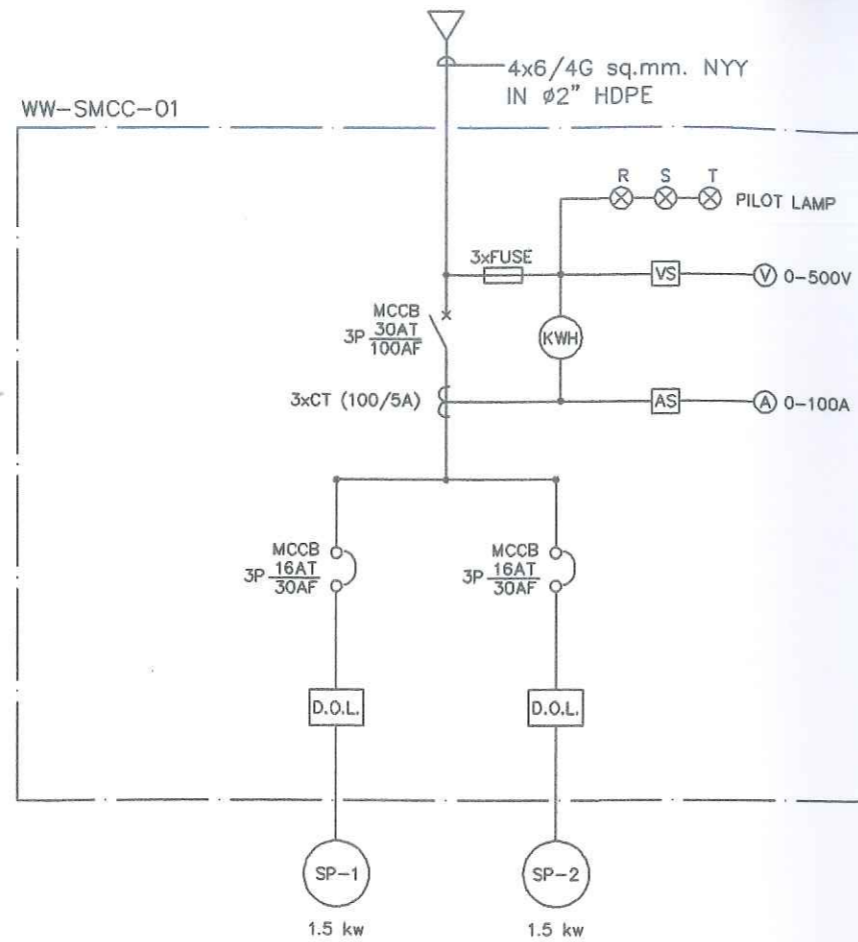 4x6/4G sq.mm. NYY
IN ø2" HDPE
WW-SMCC-01
R S T
PILOT LAMP
3xFUSE
VS
V 0-500V
MCCB
3P 30AT
100AF
KWH
3xCT (100/5A)
AS
A 0-100A
MCCB
3P 16AT
30AF
MCCB
3P 16AT
30AF
D.O.L.
D.O.L.
SP-1
SP-2
1.5 kw
1.5 kw